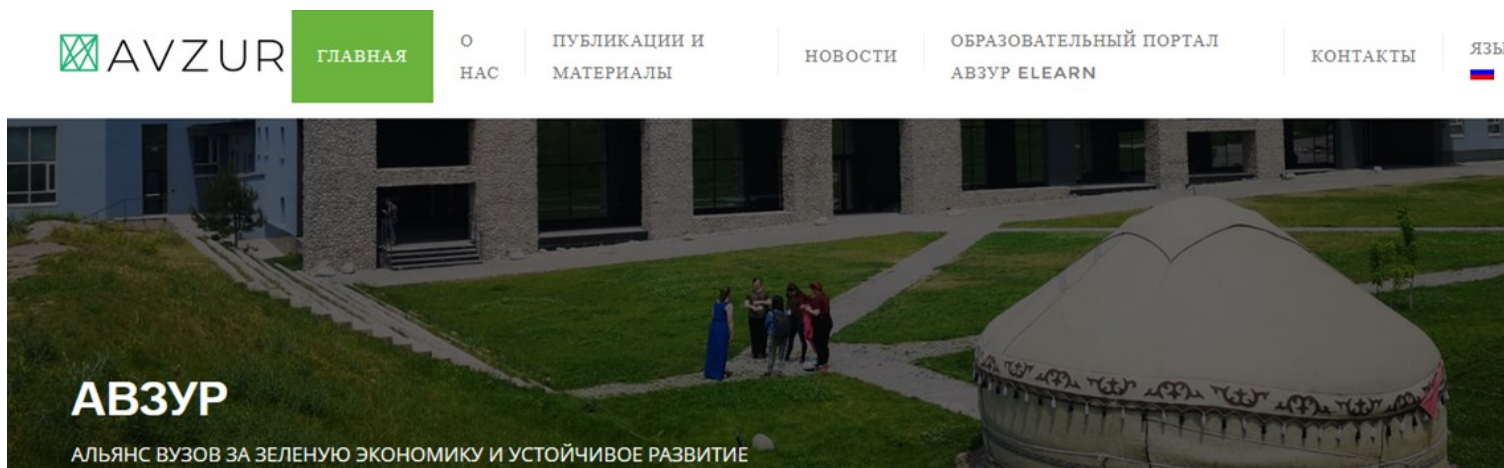 AVZUR
ГЛАВНАЯ
О
НАС
ПУБЛИКАЦИИ И
МАТЕРИАЛЫ
НОВОСТИ
ОБРАЗОВАТЕЛЬНЫЙ ПОРТАЛ
АВЗУР ELEARN
КОНТАКТЫ
АВЗУР
АЛЬЯНС ВУЗОВ ЗА ЗЕЛЕНУЮ ЭКОНОМИКУ И УСТОЙЧИВОЕ РАЗВИТИЕ